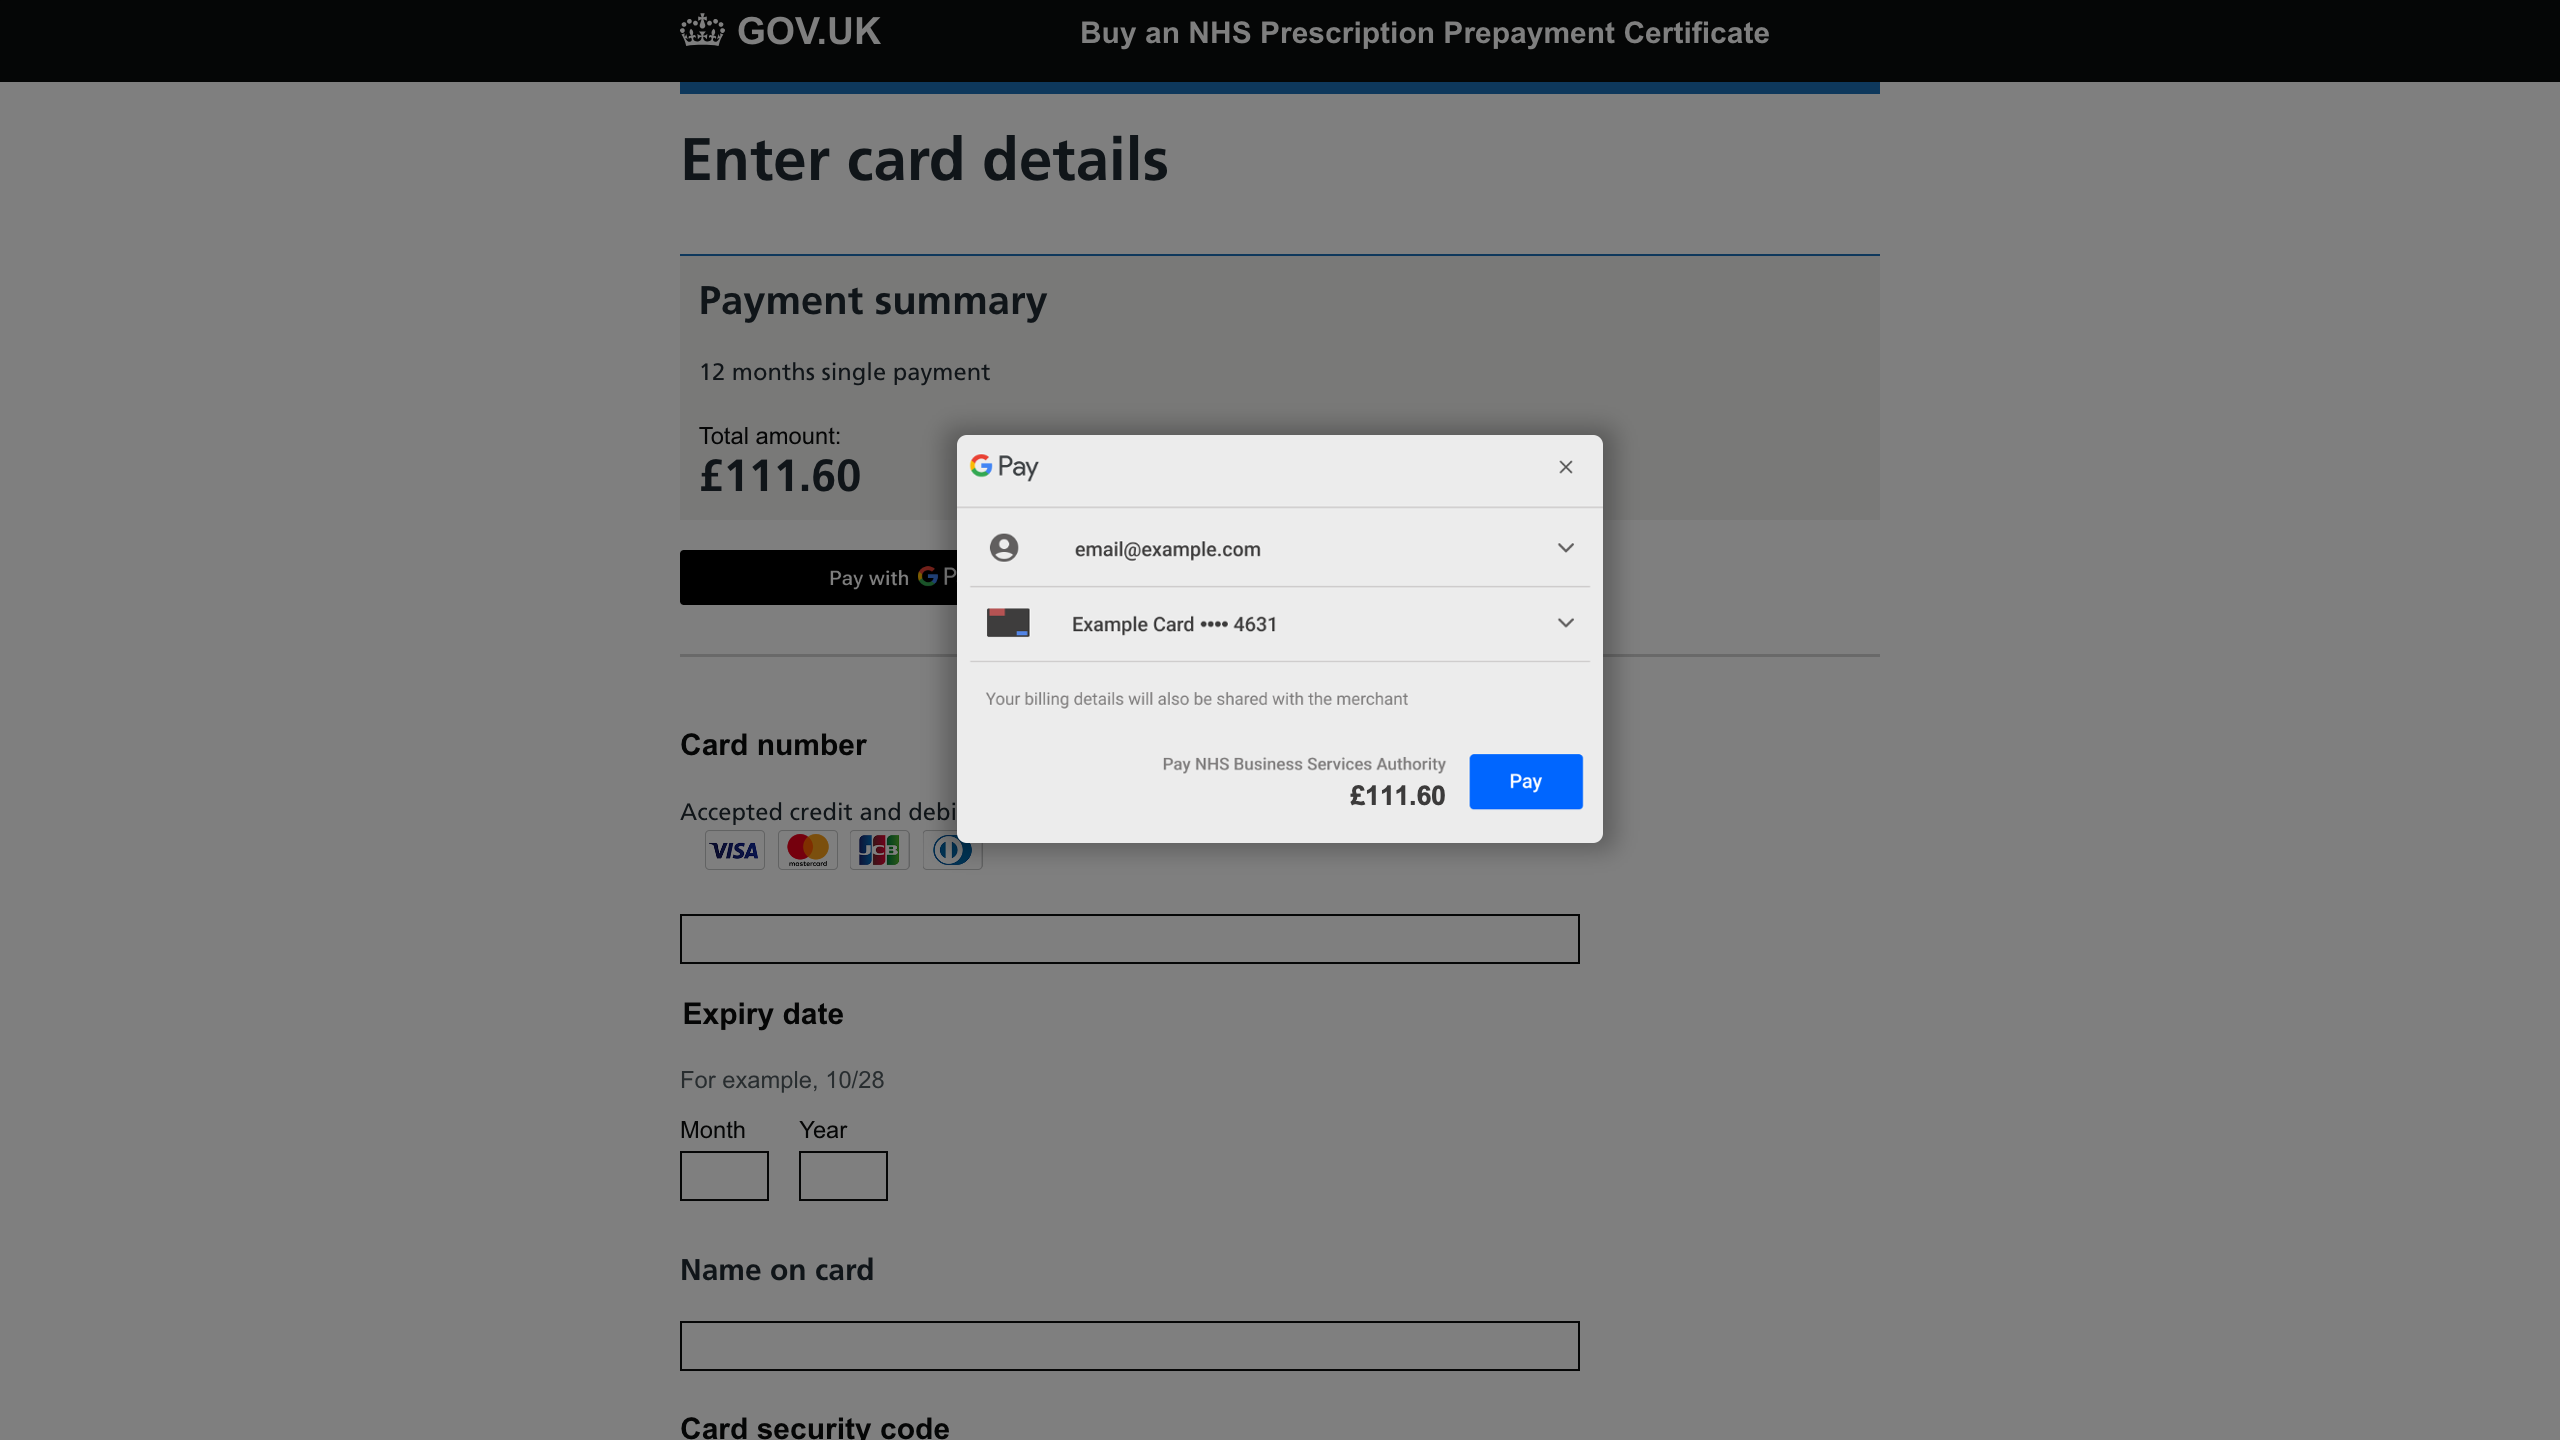 GOV.UK
Buy an NHS Prescription Prepayment Certificate
Enter card details
Payment summary
12 months single payment
Total amount:
£111.60
Pay with G P
G Pay
email@example.com
Example Card •••• 4631
Your billing details will also be shared with the merchant
Pay NHS Business Services Authority
£111.60
Pay
Card number
Accepted credit and debi
VISA
mastercard
JCB
Expiry date
For example, 10/28
Month Year
Name on card
Card security code